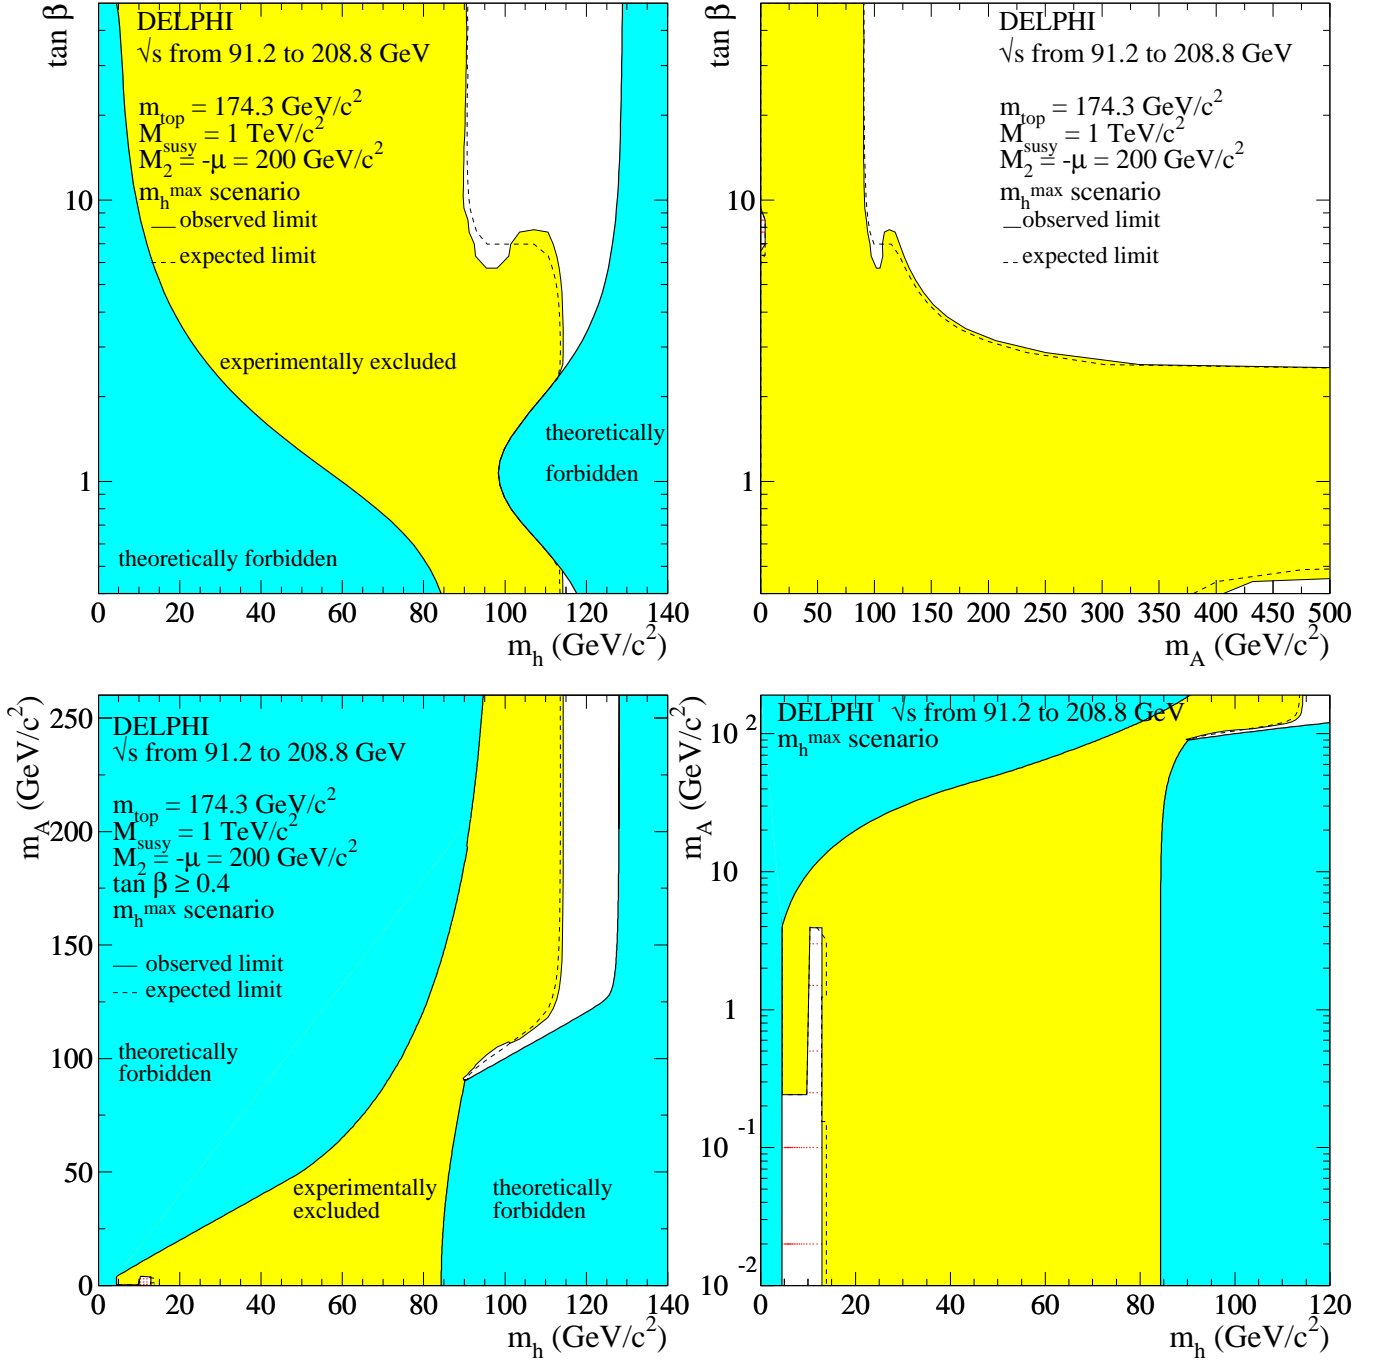 tan β
DELPHI
√s from 91.2 to 208.8 GeV
m_top = 174.3 GeV/c²
M_susy = 1 TeV/c²
M_2 = -μ = 200 GeV/c²
m_h^max scenario
observed limit
expected limit
experimentally excluded
theoretically
forbidden
theoretically forbidden
10
1
0 20 40 60 80 100 120 140
m_h (GeV/c²)
tan β
DELPHI
√s from 91.2 to 208.8 GeV
m_top = 174.3 GeV/c²
M_susy = 1 TeV/c²
M_2 = -μ = 200 GeV/c²
m_h^max scenario
observed limit
expected limit
10
1
0 50 100 150 200 250 300 350 400 450 500
m_A (GeV/c²)
m_A (GeV/c²)
DELPHI
√s from 91.2 to 208.8 GeV
m_top = 174.3 GeV/c²
M_susy = 1 TeV/c²
M_2 = -μ = 200 GeV/c²
tan β ≥ 0.4
m_h^max scenario
observed limit
expected limit
theoretically
forbidden
experimentally
excluded
theoretically
forbidden
250
200
150
100
50
0
0 20 40 60 80 100 120 140
m_h (GeV/c²)
m_A (GeV/c²)
DELPHI √s from 91.2 to 208.8 GeV
m_h^max scenario
10²
10
1
10⁻¹
10⁻²
0 20 40 60 80 100 120
m_h (GeV/c²)